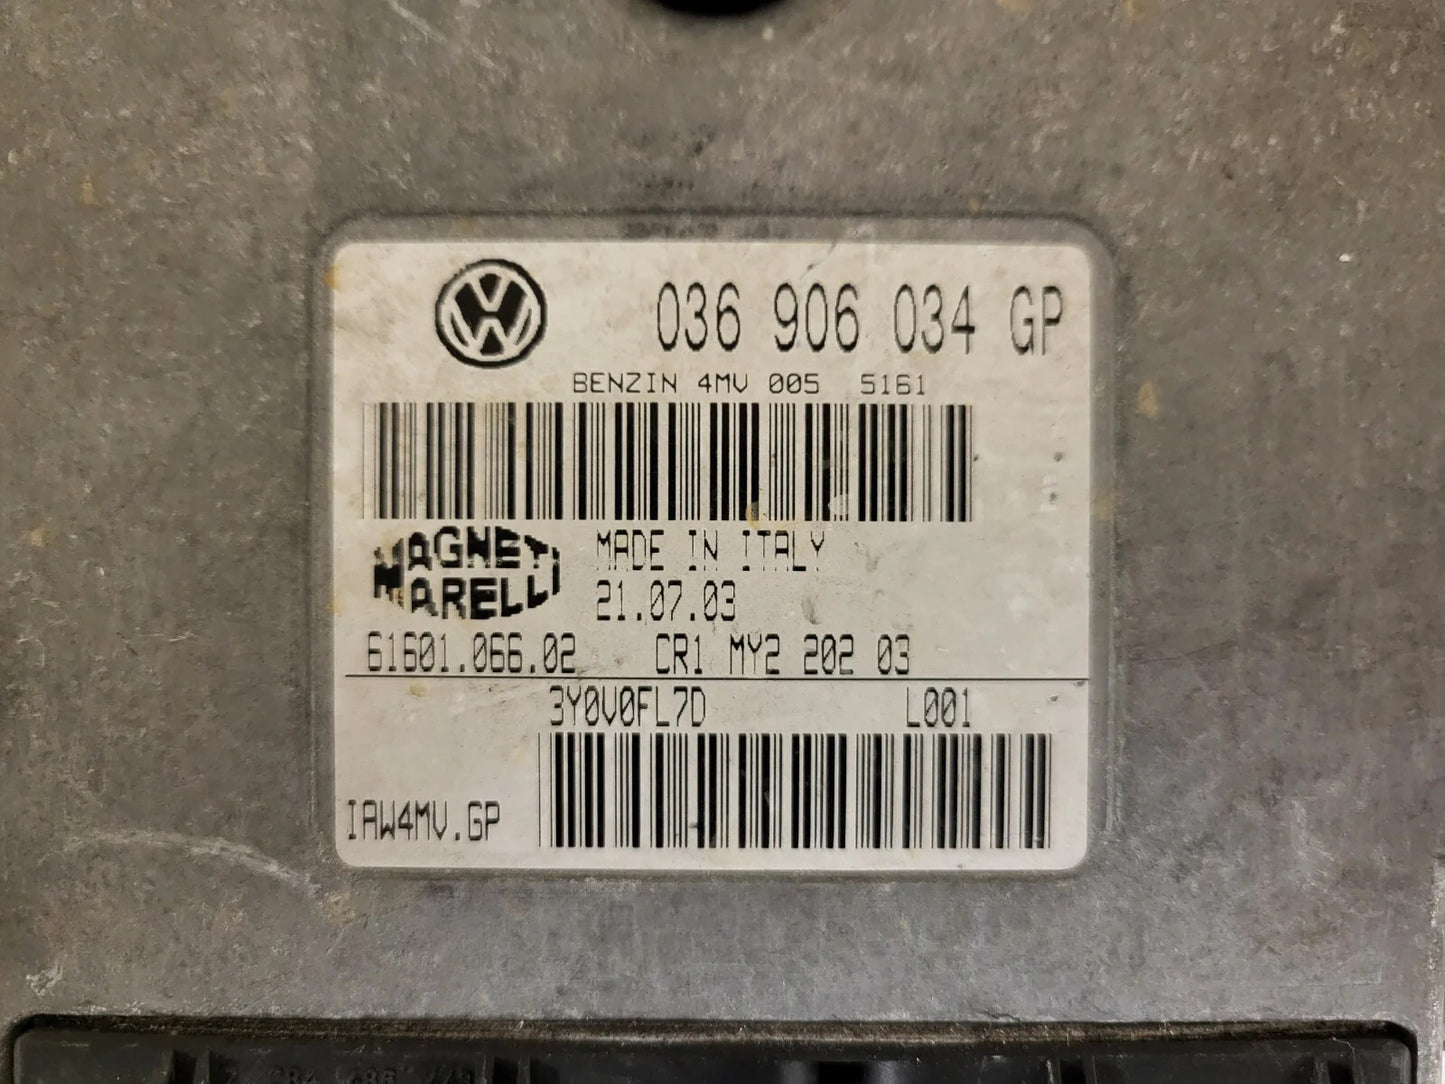 036 906 034 GP
BENZIN 4MV 005 5161
MAGNETI MARELLI
MADE IN ITALY
21.07.03
61601.066.02 CR1 MY2 202 03
3Y0V0FL7D L001
IAW4MV.GP